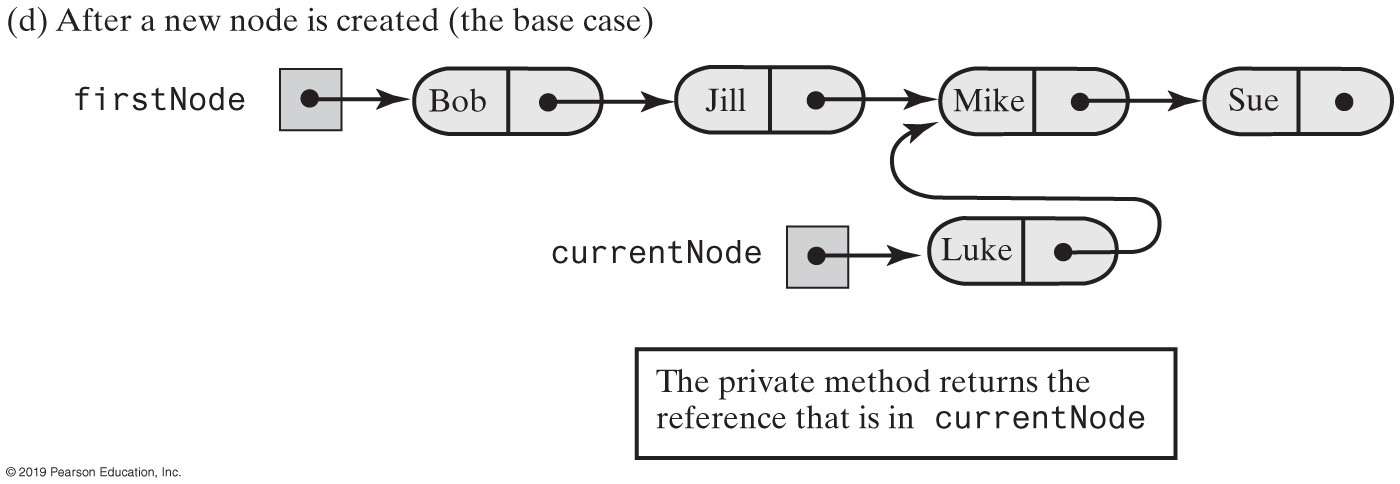 (d) After a new node is created (the base case)
firstNode Bob Jill Mike Sue
currentNode Luke
The private method returns the
reference that is in currentNode
© 2019 Pearson Education, Inc.